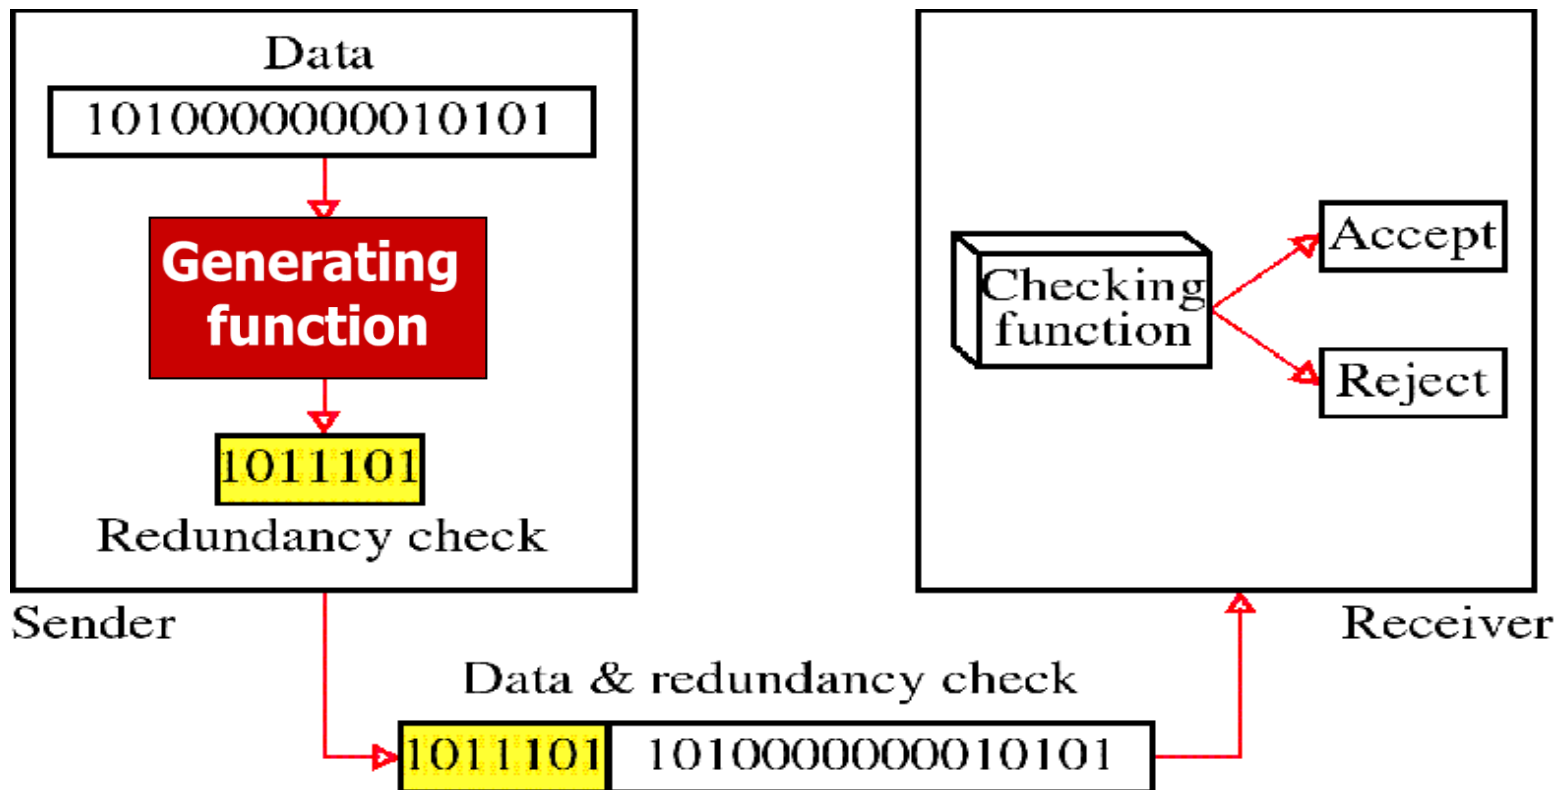 Data
1010000000010101
Generating
function
1011101
Redundancy check
Sender
Checking
function
Accept
Reject
Receiver
Data & redundancy check
1011101 1010000000010101